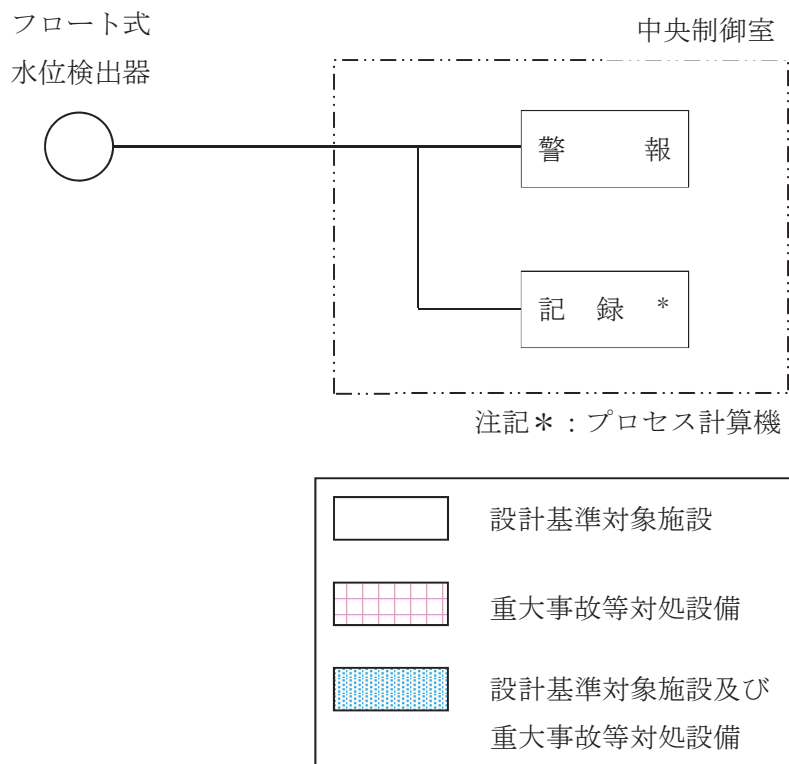 フロート式
水位検出器
中央制御室
警 報
記 録 *
注記＊：プロセス計算機
設計基準対象施設
重大事故等対処設備
設計基準対象施設及び
重大事故等対処設備